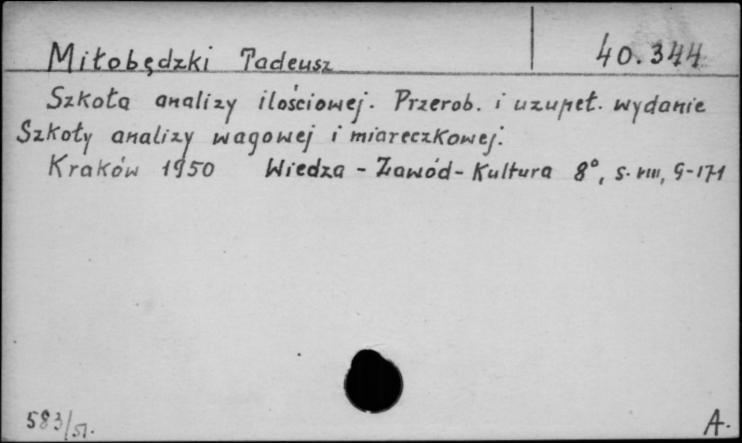 Miłobędzki Tadeusz 40.344
Szkoła analizy ilościowej. Przerob. i uzupeł. wydanie
Szkoły analizy wagowej i miareczkowej.
Kraków 1950 Wiedza - Zawód - Kultura 8°, s. VIII, 9-171
583/51.
A.